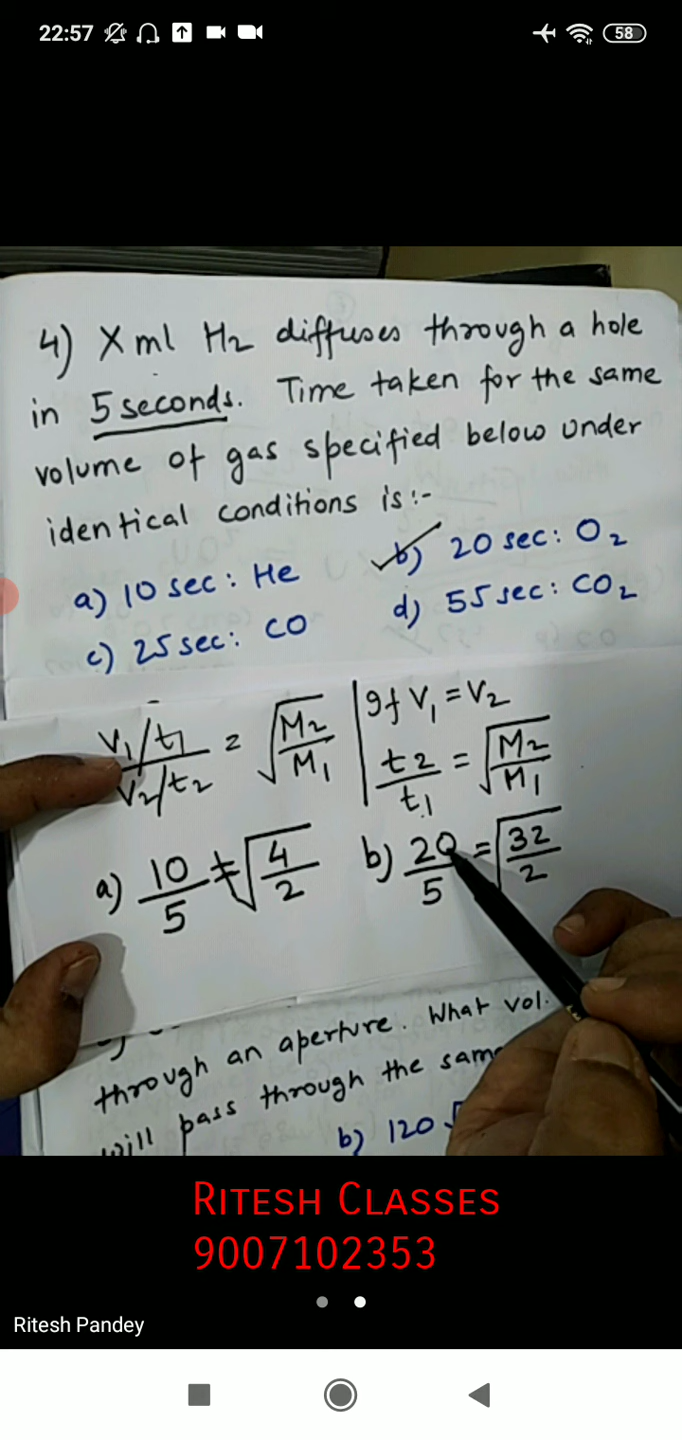 22:57
58
4) X ml H₂ diffuses through a hole
in 5 seconds. Time taken for the same
volume of gas specified below under
identical conditions is :-
a) 10 sec : He b) 20 sec : O₂
c) 25 sec : CO d) 55 sec : CO₂
V₁/t₁ / V₂/t₂ = √(M₂/M₁) | If V₁ = V₂
t₂/t₁ = √(M₂/M₁)
a) 10/5 ≠ √(4/2) b) 20/5 = √(32/2)
through an aperture. What vol.
will pass through the same
b) 120
RITESH CLASSES
9007102353
Ritesh Pandey